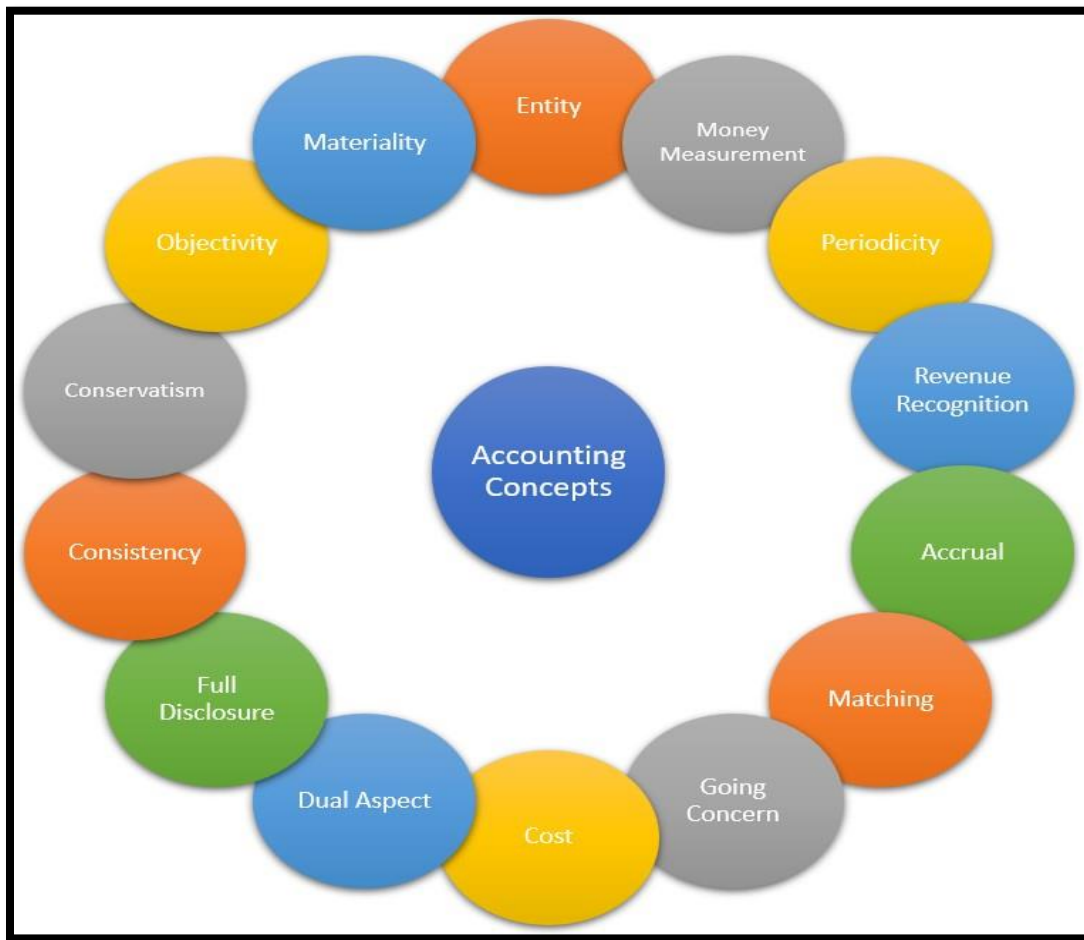 Entity
Money
Measurement
Periodicity
Revenue
Recognition
Accrual
Matching
Going
Concern
Cost
Dual Aspect
Full
Disclosure
Consistency
Conservatism
Objectivity
Materiality
Accounting
Concepts